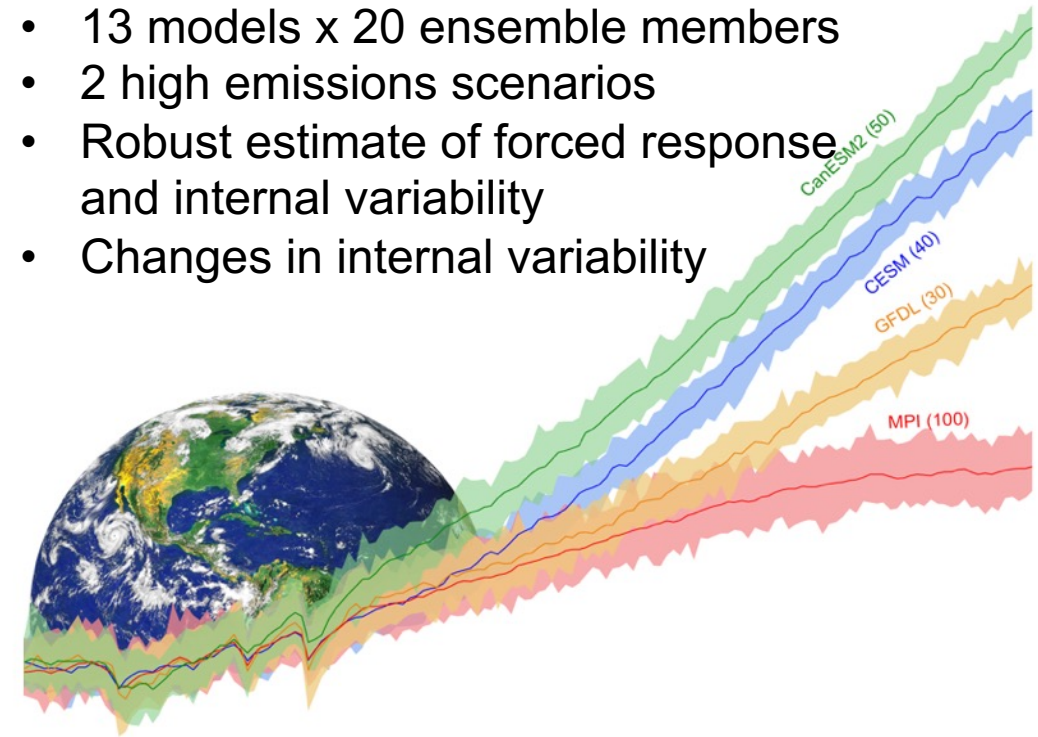 • 13 models x 20 ensemble members
• 2 high emissions scenarios
• Robust estimate of forced response
and internal variability
• Changes in internal variability
CanESM2 (50)
CESM (40)
GFDL (30)
MPI (100)